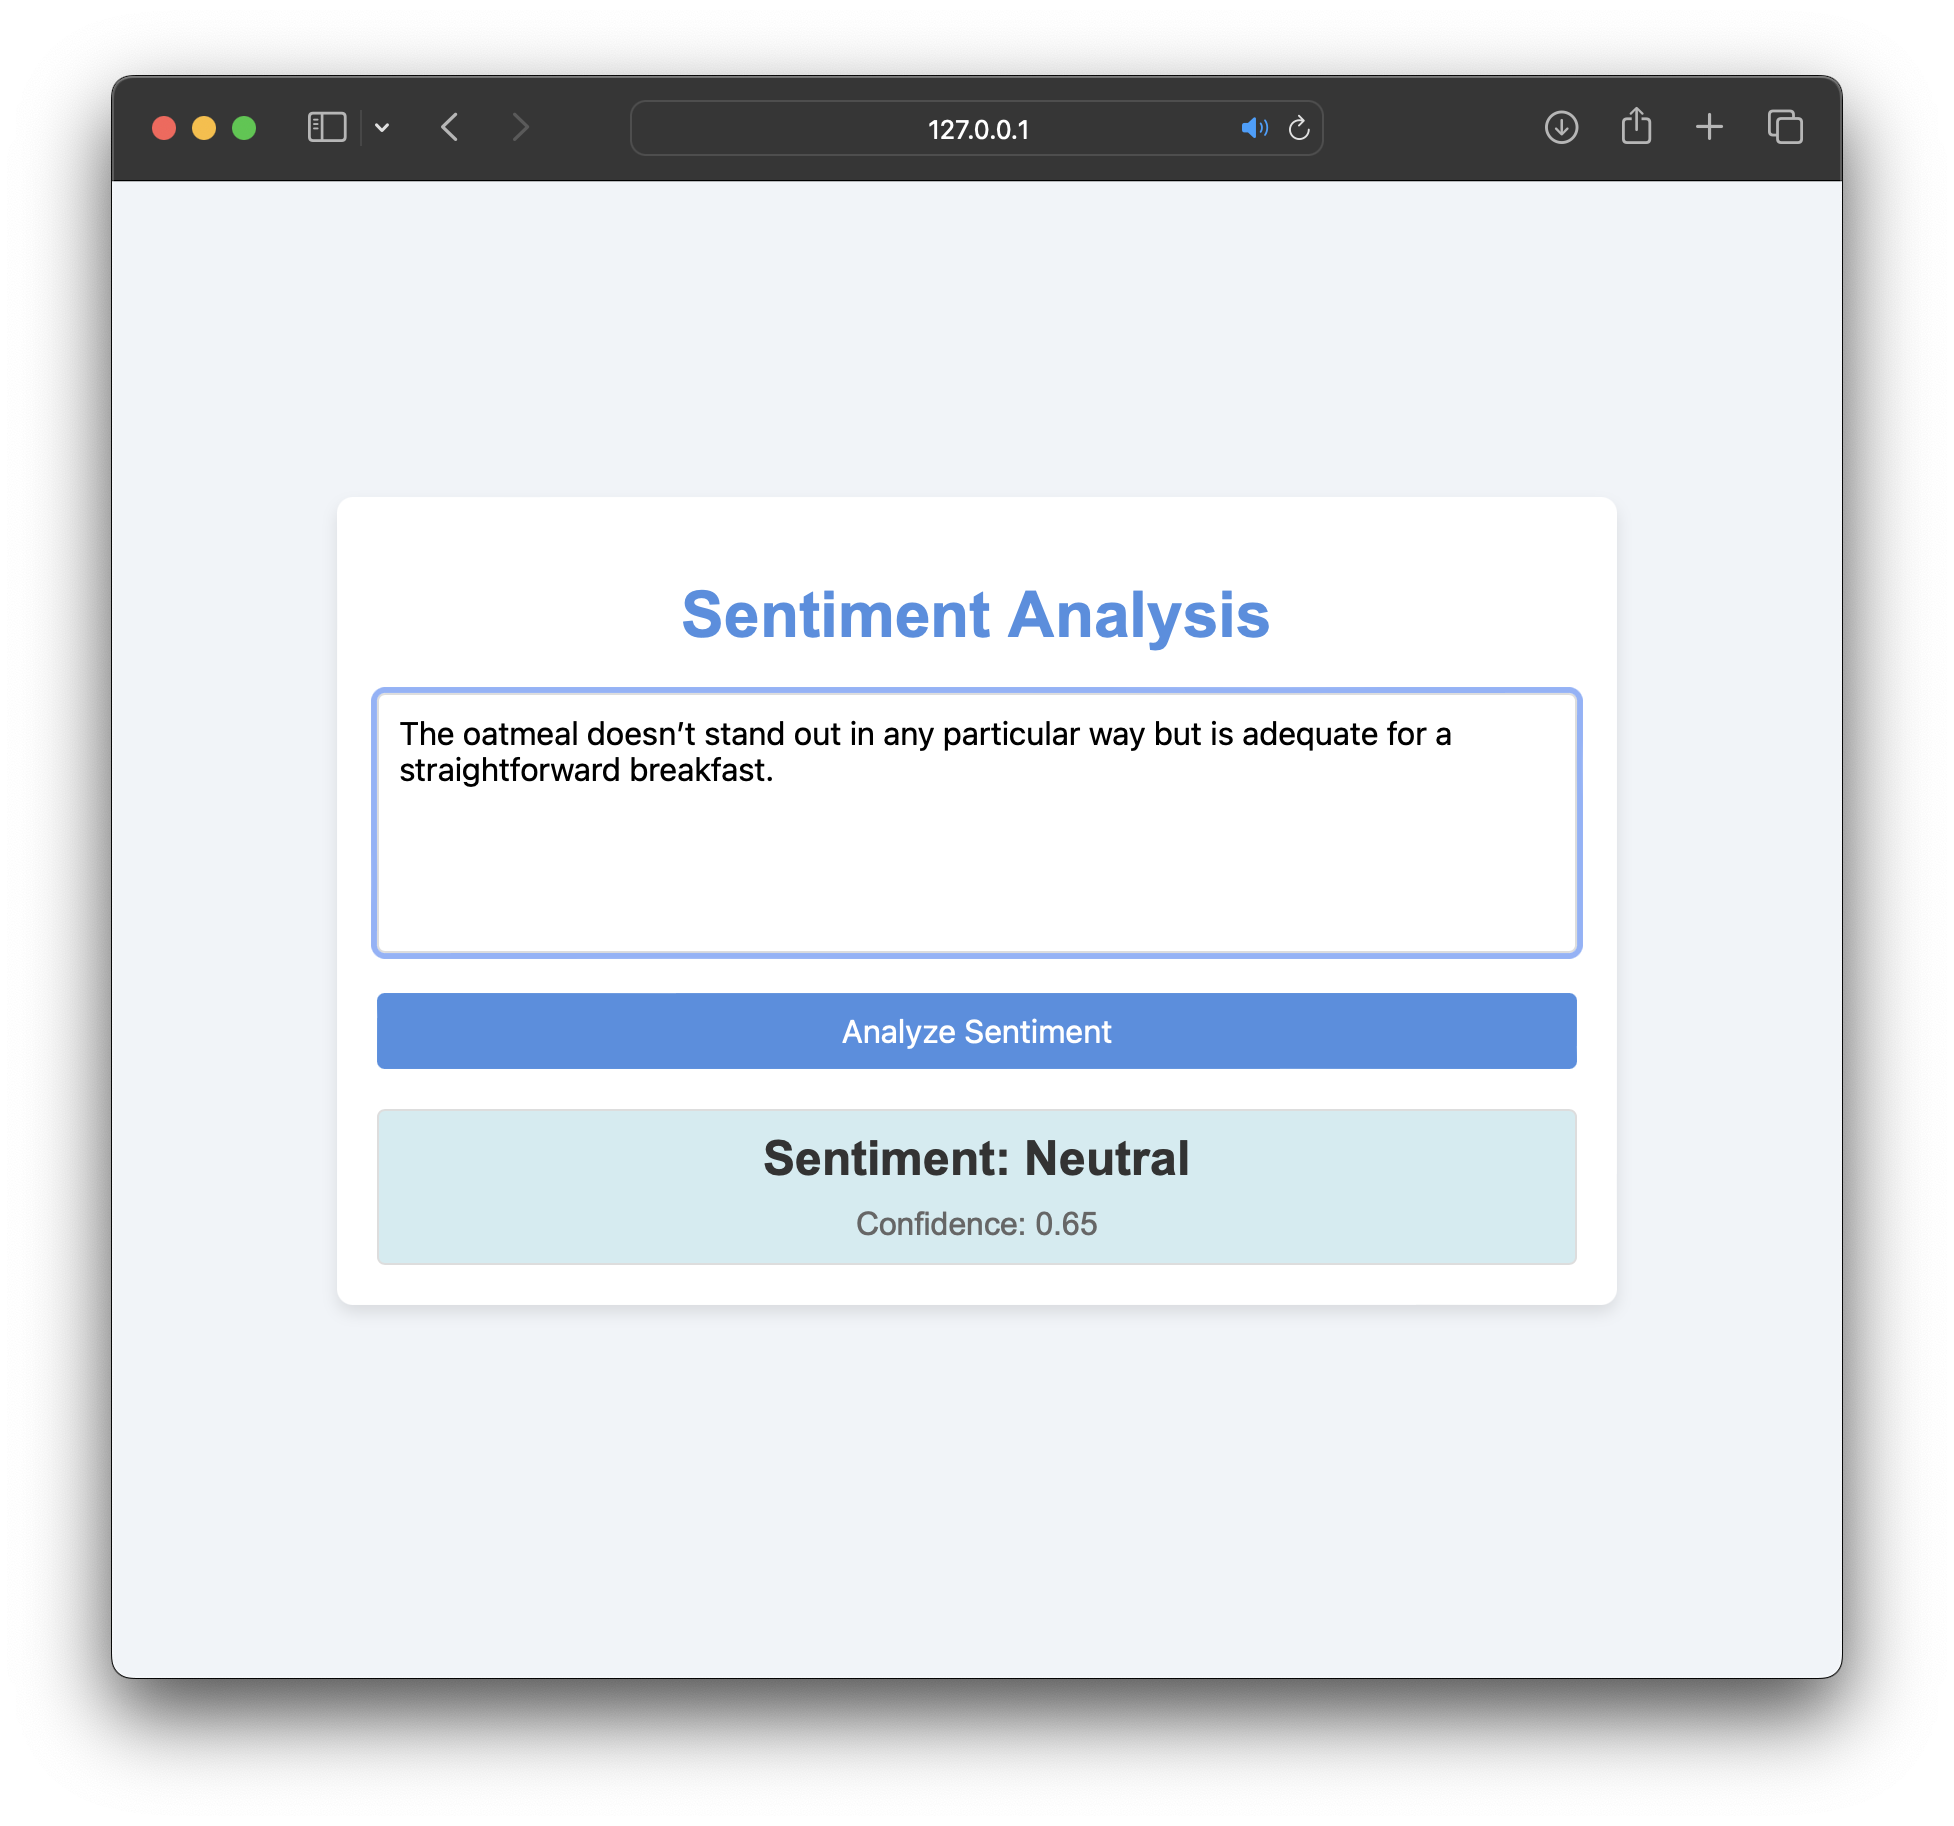 127.0.0.1
Sentiment Analysis
The oatmeal doesn’t stand out in any particular way but is adequate for a
straightforward breakfast.
Analyze Sentiment
Sentiment: Neutral
Confidence: 0.65